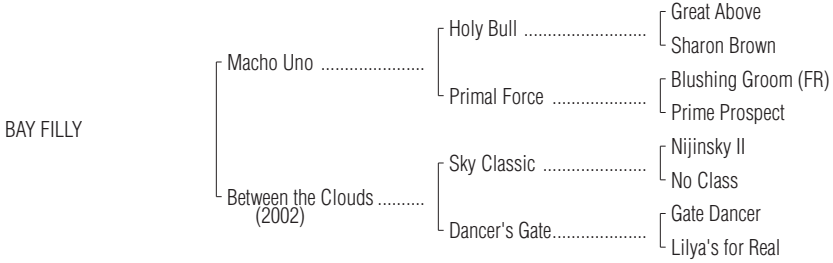 Great Above
Holy Bull ..........................
Sharon Brown
Macho Uno ......................
Blushing Groom (FR)
Primal Force ....................
Prime Prospect
BAY FILLY
Nijinsky II
Sky Classic ......................
No Class
Between the Clouds ..........
(2002)
Gate Dancer
Dancer's Gate....................
Lilya's for Real